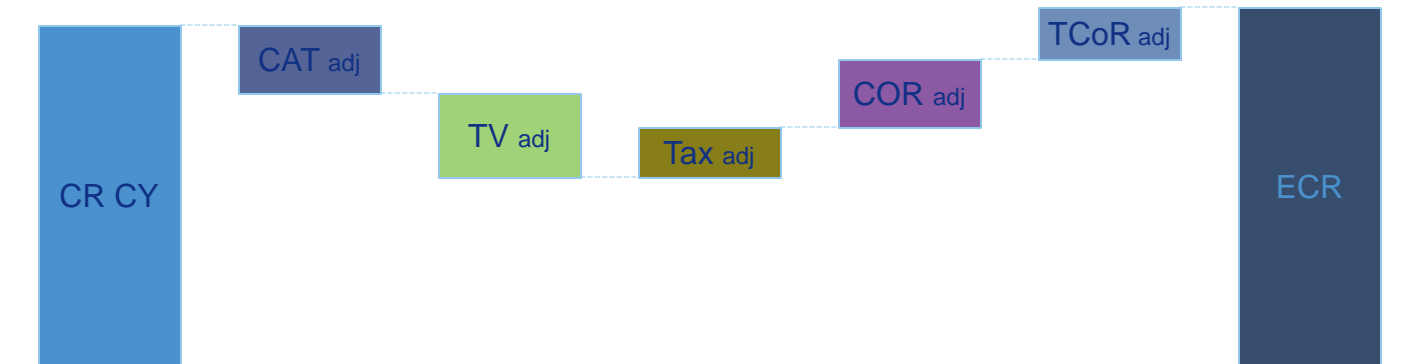 CR CY
CAT adj
TV adj
Tax adj
COR adj
TCoR adj
ECR